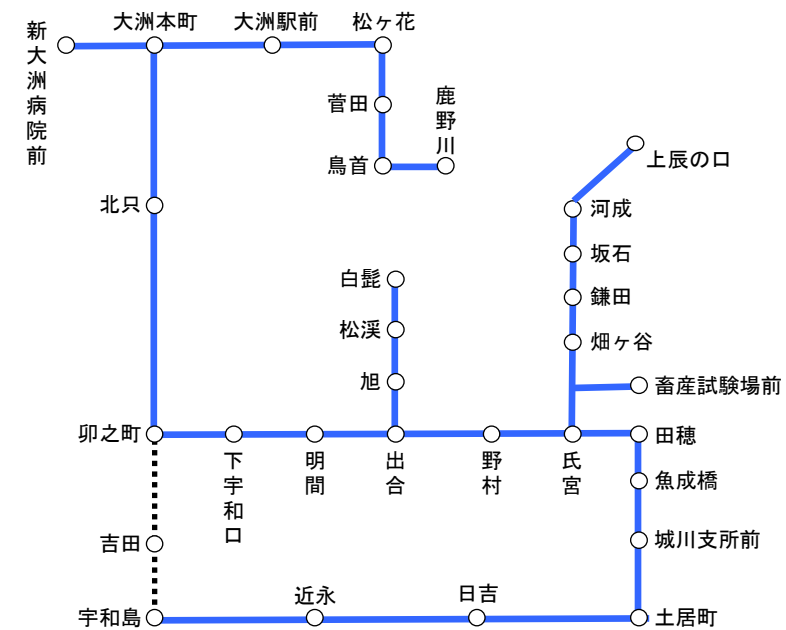 新大洲病院前
大洲本町
大洲駅前
松ヶ花
菅田
鹿野川
鳥首
上辰の口
北只
河成
坂石
鎌田
畑ヶ谷
白髭
松渓
旭
畜産試験場前
卯之町
下宇和口
明間
出合
野村
氏宮
田穂
魚成橋
城川支所前
吉田
宇和島
近永
日吉
土居町